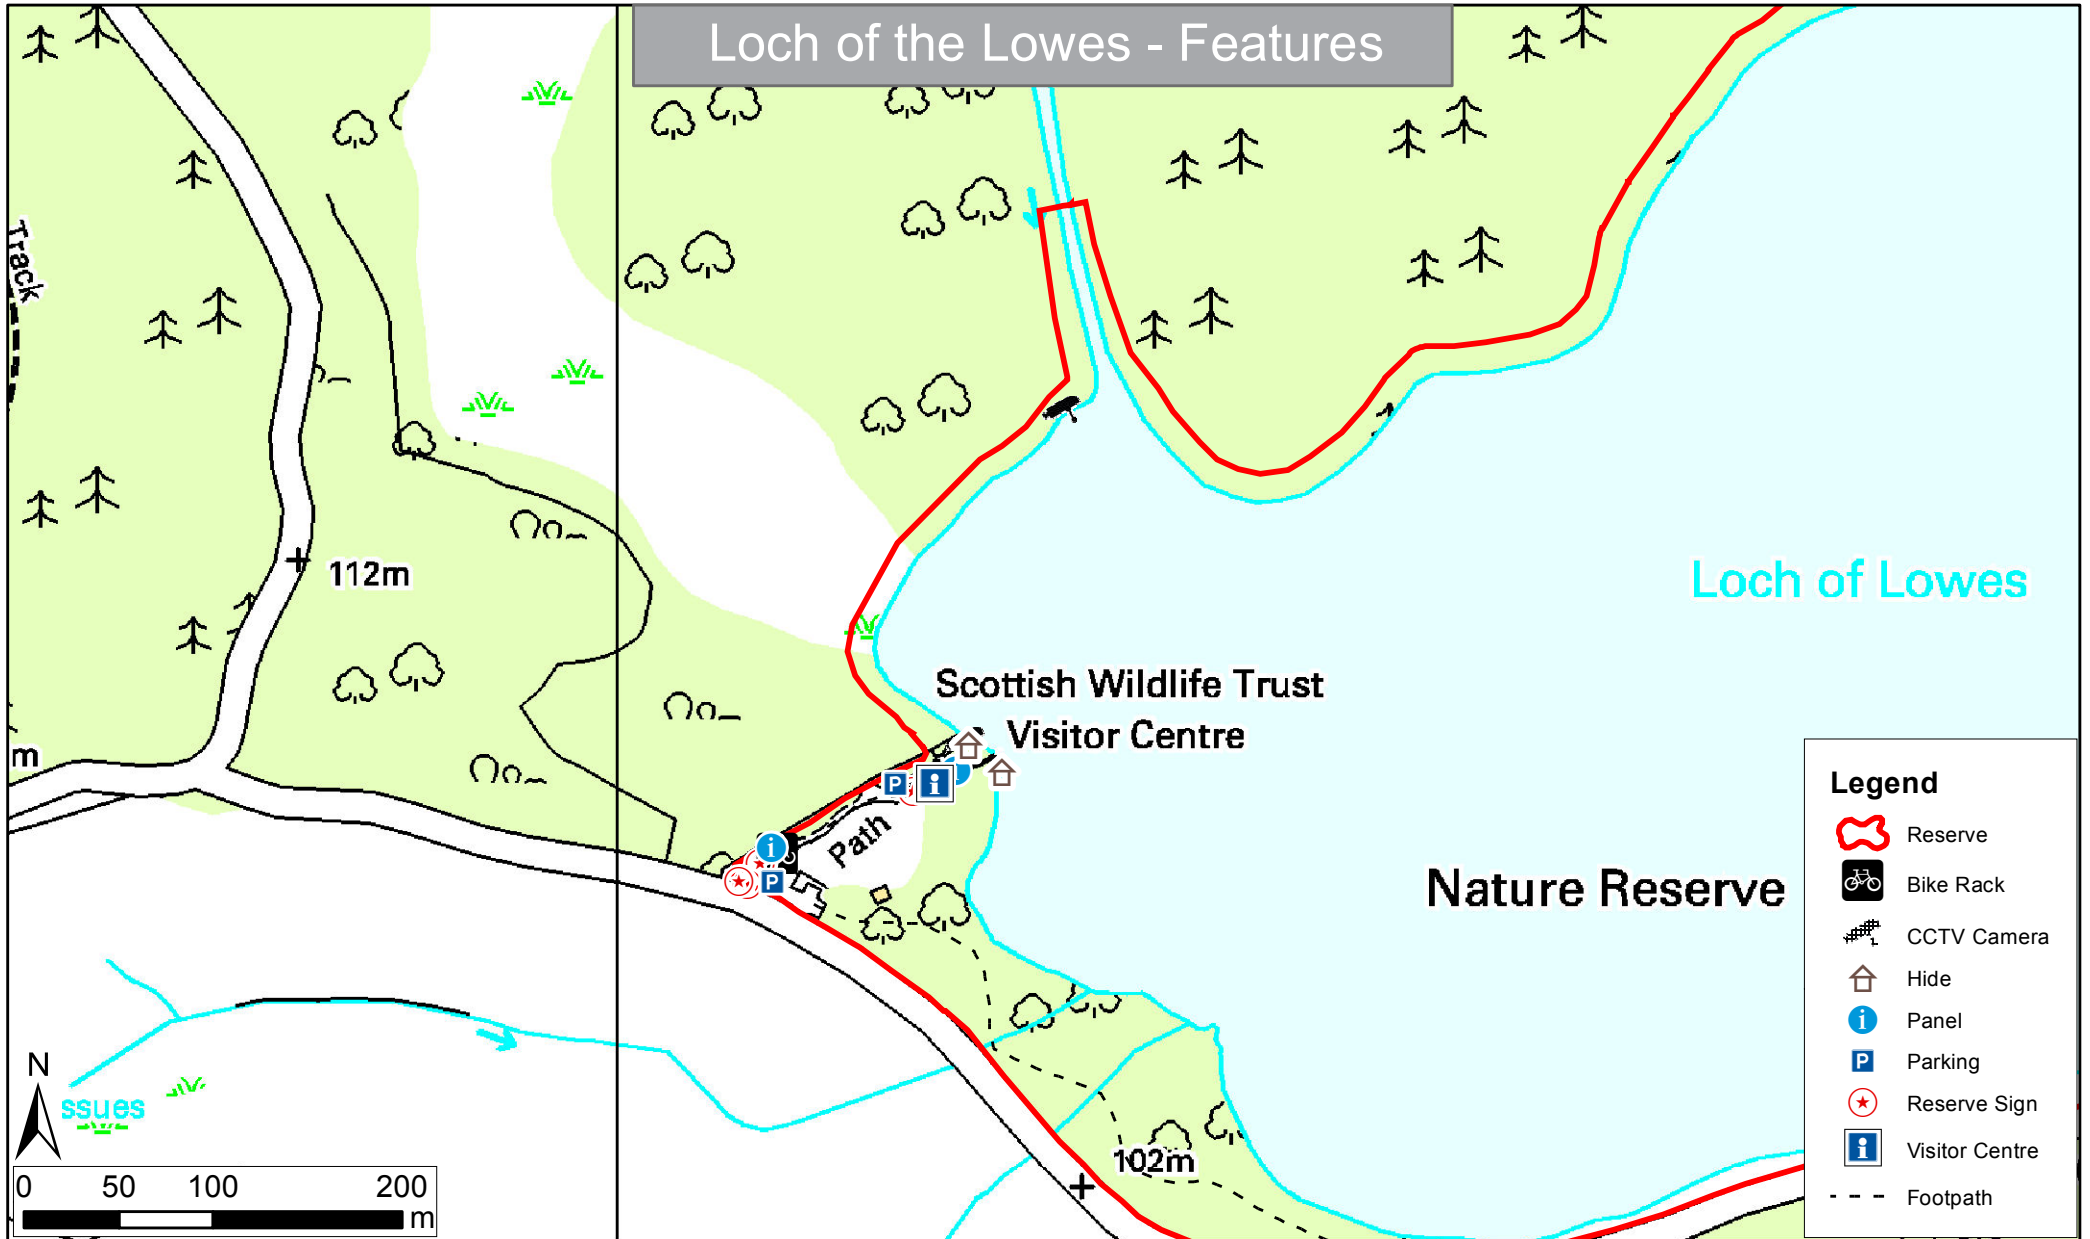 Loch of the Lowes - Features
Track
112m
Loch of Lowes
Scottish Wildlife Trust
Visitor Centre
m
P
i
Path
i
P
Nature Reserve
N
ssues
102m
0 50 100 200
m
Legend
Reserve
Bike Rack
CCTV Camera
Hide
i Panel
P Parking
Reserve Sign
i Visitor Centre
Footpath